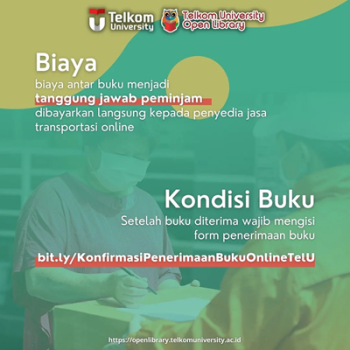 Telkom
University
Telkom University
Open Library
Biaya
biaya antar buku menjadi
tanggung jawab peminjam
dibayarkan langsung kepada penyedia jasa
transportasi online
Kondisi Buku
Setelah buku diterima wajib mengisi
form penerimaan buku
bit.ly/KonfirmasiPenerimaanBukuOnlineTelU
https://openlibrary.telkomuniversity.ac.id